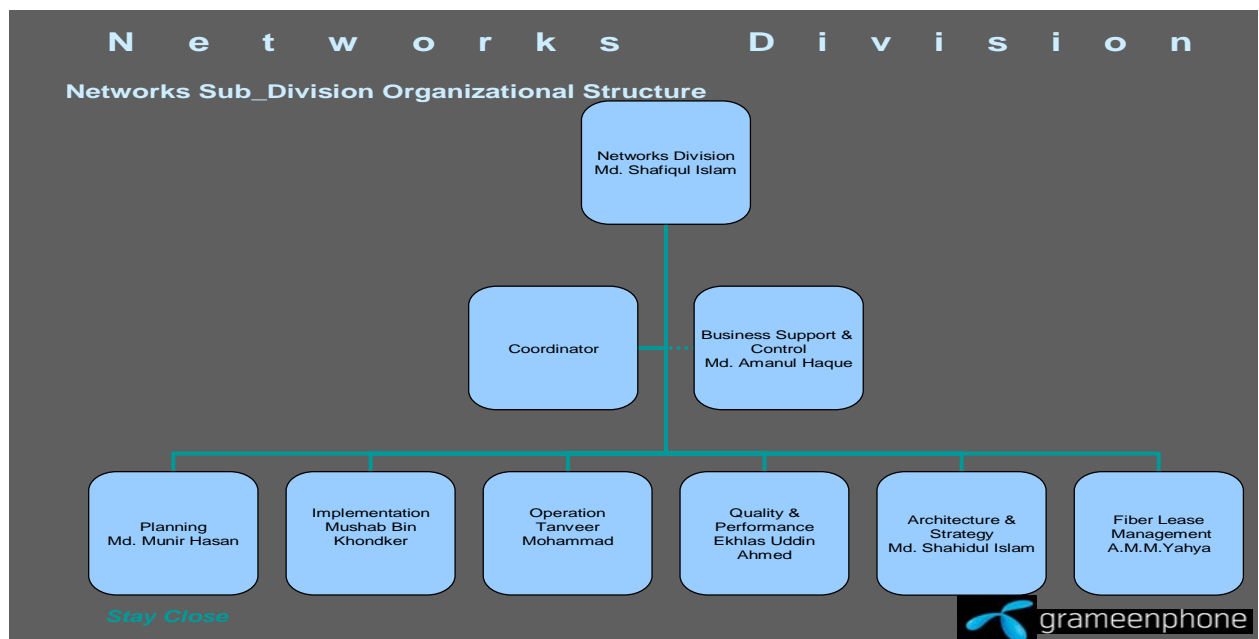 Networks Division
Networks Sub_Division Organizational Structure
Networks Division
Md. Shafiqul Islam
Coordinator
Business Support &
Control
Md. Amanul Haque
Planning
Md. Munir Hasan
Implementation
Mushab Bin
Khondker
Operation
Tanveer
Mohammad
Quality &
Performance
Ekhlas Uddin
Ahmed
Architecture &
Strategy
Md. Shahidul Islam
Fiber Lease
Management
A.M.M.Yahya
Stay Close
grameenphone